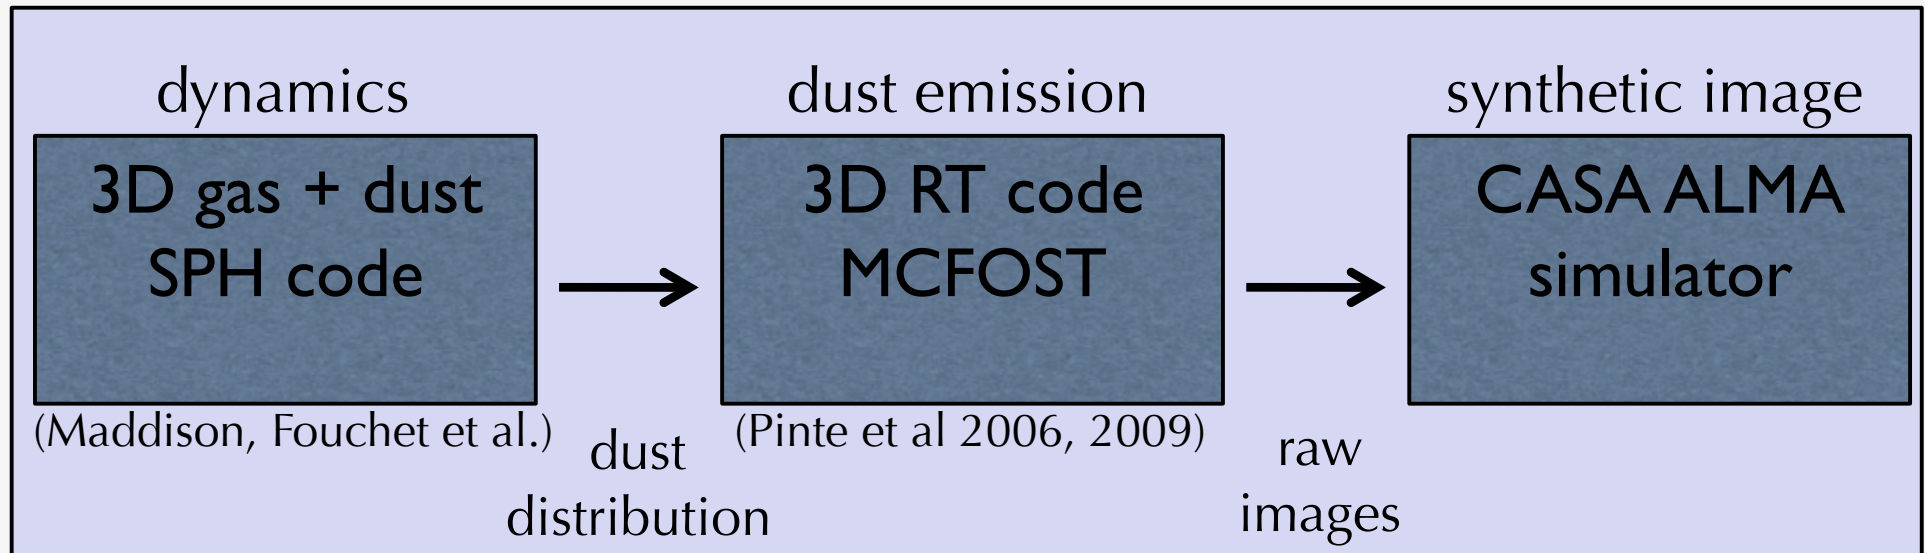 dynamics
3D gas + dust
SPH code
(Maddison, Fouchet et al.)
dust
distribution
dust emission
3D RT code
MCFOST
(Pinte et al 2006, 2009)
raw
images
synthetic image
CASA ALMA
simulator